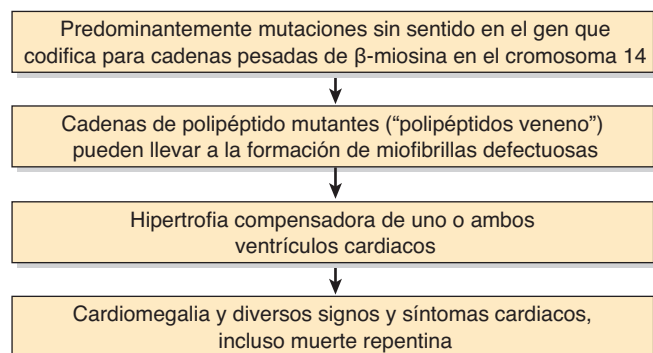 Predominantemente mutaciones sin sentido en el gen que
codifica para cadenas pesadas de β-miosina en el cromosoma 14
Cadenas de polipéptido mutantes (“polipéptidos veneno”)
pueden llevar a la formación de miofibrillas defectuosas
Hipertrofia compensadora de uno o ambos
ventrículos cardiacos
Cardiomegalia y diversos signos y síntomas cardiacos,
incluso muerte repentina